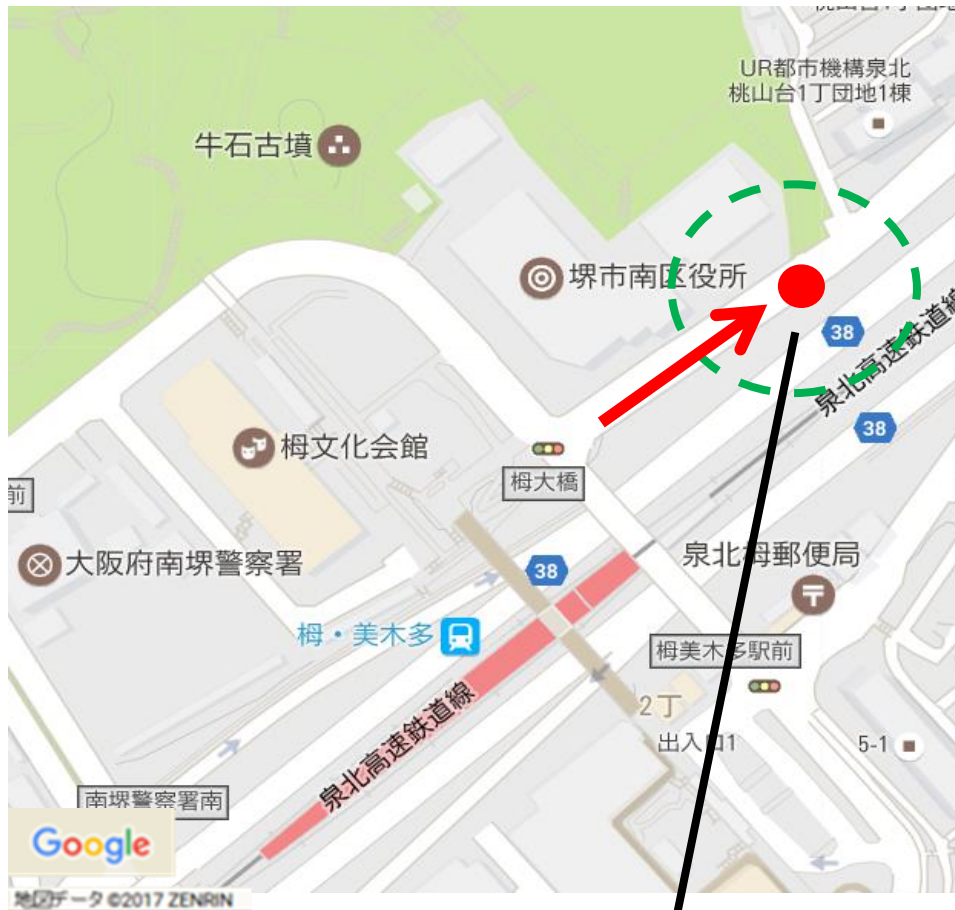 UR都市機構泉北
桃山台1丁団地1棟
牛石古墳
堺市南区役所
38
泉北高速鉄道線
38
栂文化会館
栂大橋
前
大阪府南堺警察署
38
泉北栂郵便局
栂・美木多
栂美木多駅前
2丁
出入口1
5-1
泉北高速鉄道線
南堺警察署南
Google
地図データ ©2017 ZENRIN